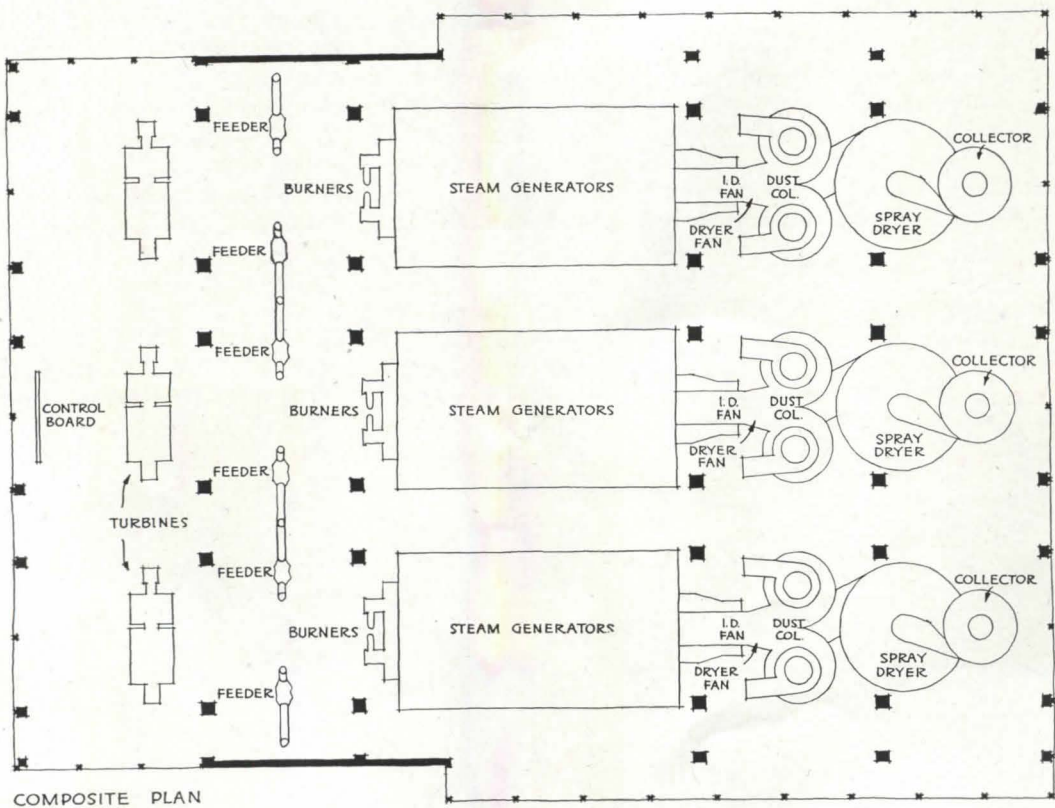 FEEDER
BURNERS
STEAM GENERATORS
I.D.
FAN
DUST
COL.
DRYER
FAN
SPRAY
DRYER
COLLECTOR
FEEDER
FEEDER
CONTROL
BOARD
BURNERS
STEAM GENERATORS
I.D.
FAN
DUST
COL.
DRYER
FAN
SPRAY
DRYER
COLLECTOR
FEEDER
TURBINES
FEEDER
BURNERS
STEAM GENERATORS
I.D.
FAN
DUST
COL.
DRYER
FAN
SPRAY
DRYER
COLLECTOR
FEEDER
COMPOSITE PLAN